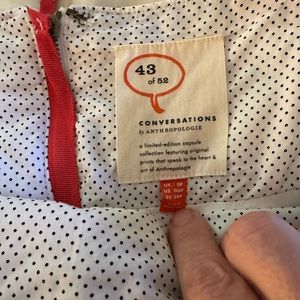 43
of 52
CONVERSATIONS
by ANTHROPOLOGIE
a limited-edition capsule
collection featuring original
prints that speak to the heart &
art of Anthropologie